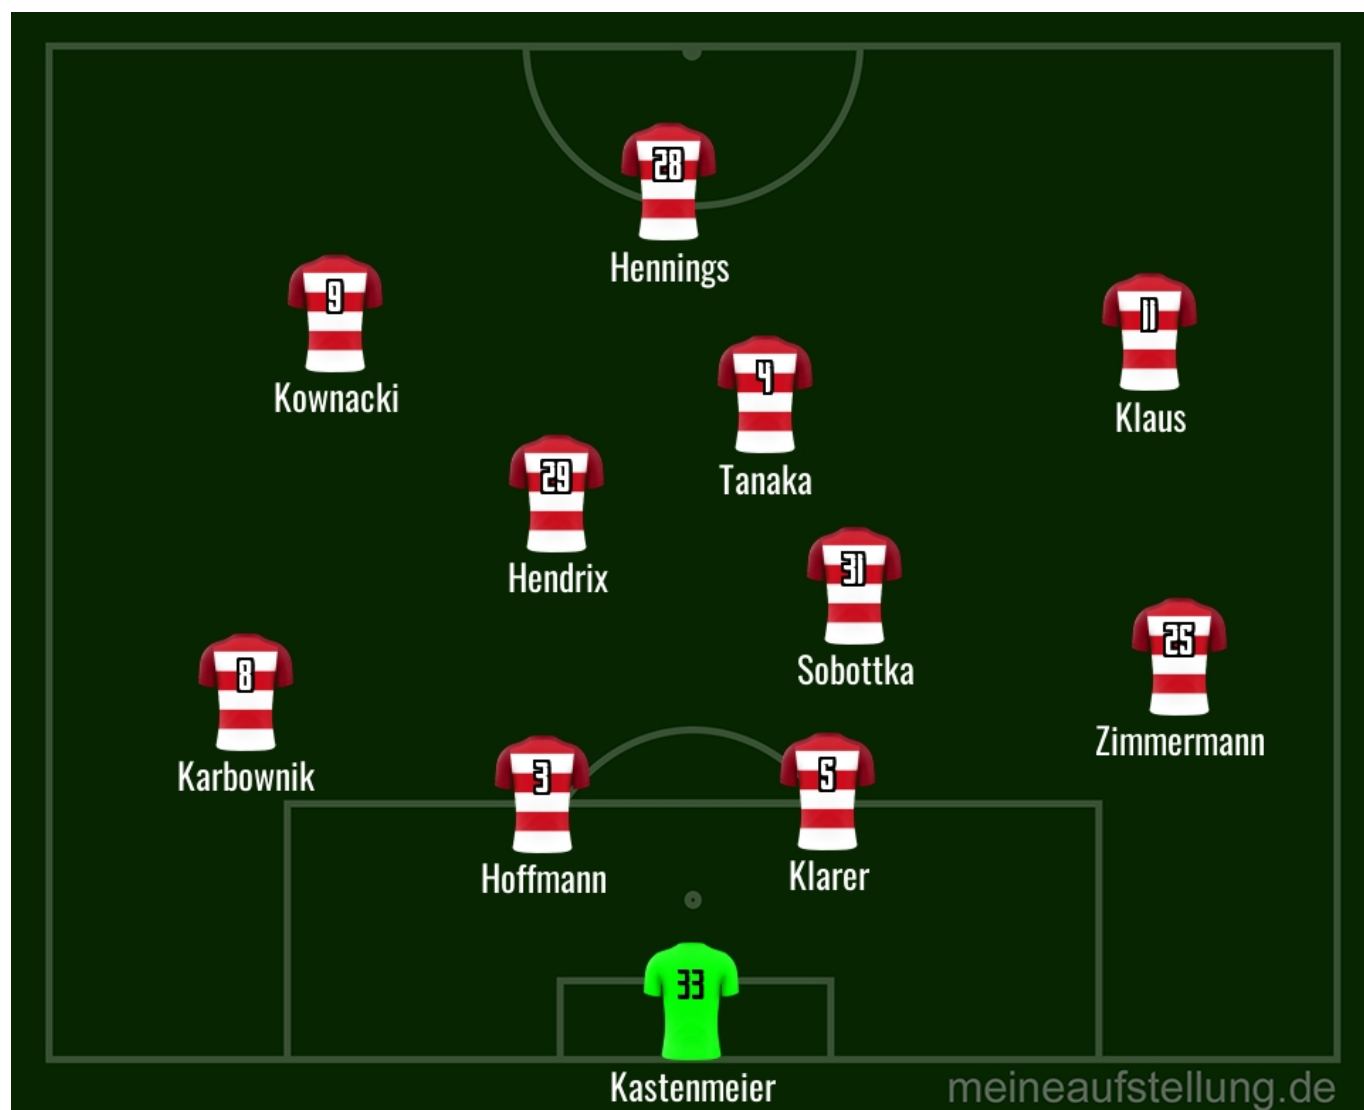 28
Hennings
9
Kownacki
11
Klaus
4
Tanaka
29
Hendrix
31
Sobottka
25
Zimmermann
8
Karbownik
3
Hoffmann
5
Klarer
33
Kastenmeier
meineaufstellung.de